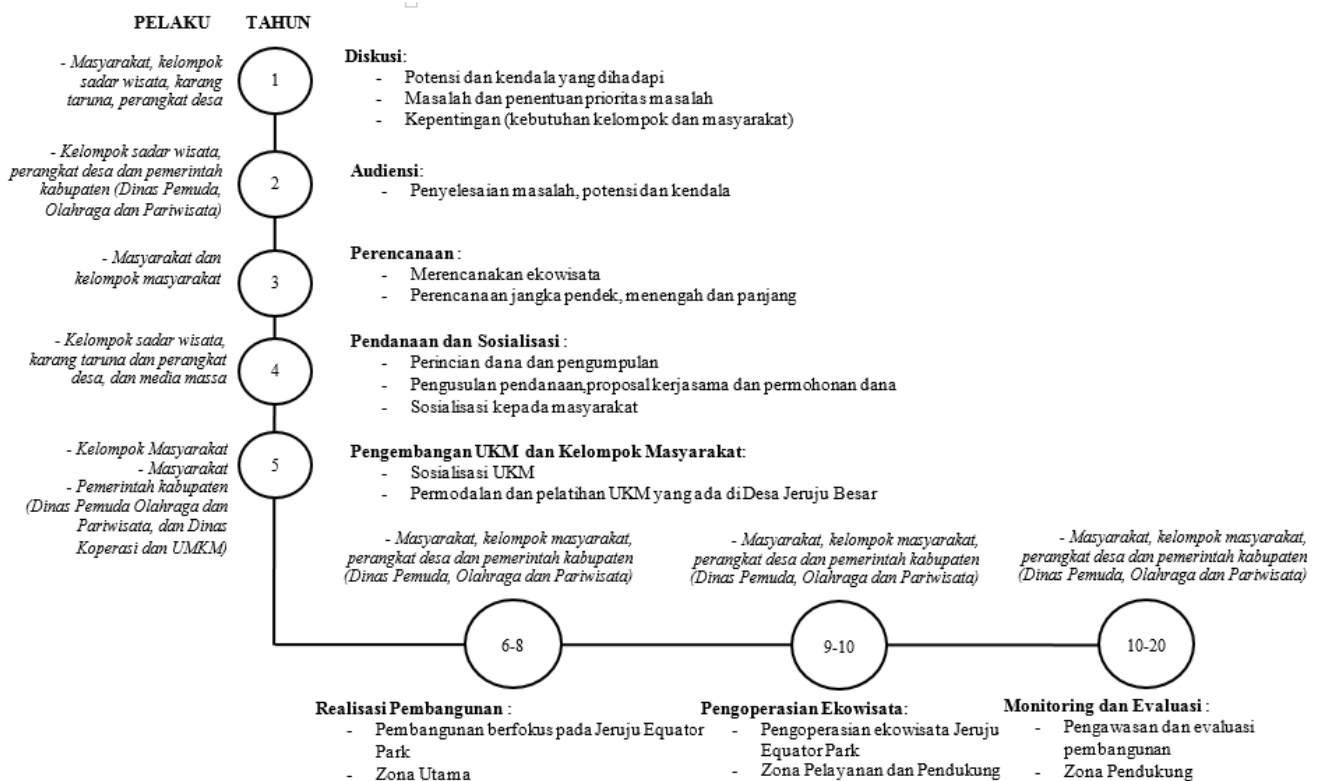 PELAKU TAHUN
- Masyarakat, kelompok
sadar wisata, karang
taruna, perangkat desa
1
Diskusi:
- Potensi dan kendala yang dihadapi
- Masalah dan penentuan prioritas masalah
- Kepentingan (kebutuhan kelompok dan masyarakat)
- Kelompok sadar wisata,
perangkat desa dan pemerintah
kabupaten (Dinas Pemuda,
Olahraga dan Pariwisata)
2
Audiensi:
- Penyelesaian masalah, potensi dan kendala
- Masyarakat dan
kelompok masyarakat
3
Perencanaan :
- Merencanakan ekowisata
- Perencanaan jangka pendek, menengah dan panjang
- Kelompok sadar wisata,
karang taruna dan perangkat
desa, dan media massa
4
Pendanaan dan Sosialisasi :
- Perincian dana dan pengumpulan
- Pengusulan pendanaan,proposal kerjasama dan permohonan dana
- Sosialisasi kepada masyarakat
- Kelompok Masyarakat
- Masyarakat
- Pemerintah kabupaten
(Dinas Pemuda Olahraga dan
Pariwisata, dan Dinas
Koperasi dan UMKM)
5
Pengembangan UKM dan Kelompok Masyarakat:
- Sosialisasi UKM
- Permodalan dan pelatihan UKM yang ada di Desa Jeruju Besar
- Masyarakat, kelompok masyarakat,
perangkat desa dan pemerintah kabupaten
(Dinas Pemuda, Olahraga dan Pariwisata)
6-8
Realisasi Pembangunan :
- Pembangunan berfokus pada Jeruju Equator
Park
- Zona Utama
- Masyarakat, kelompok masyarakat,
perangkat desa dan pemerintah kabupaten
(Dinas Pemuda, Olahraga dan Pariwisata)
9-10
Pengoperasian Ekowisata:
- Pengoperasian ekowisata Jeruju
Equator Park
- Zona Pelayanan dan Pendukung
- Masyarakat, kelompok masyarakat,
perangkat desa dan pemerintah kabupaten
(Dinas Pemuda, Olahraga dan Pariwisata)
10-20
Monitoring dan Evaluasi :
- Pengawasan dan evaluasi
pembangunan
- Zona Pendukung